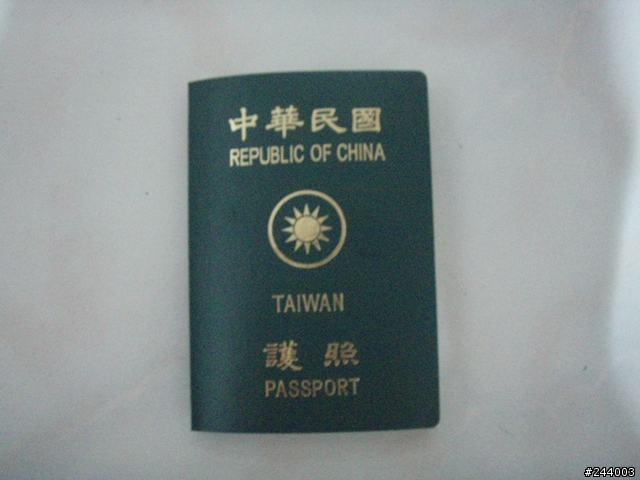 中華民國
REPUBLIC OF CHINA
TAIWAN
護照
PASSPORT
#244003